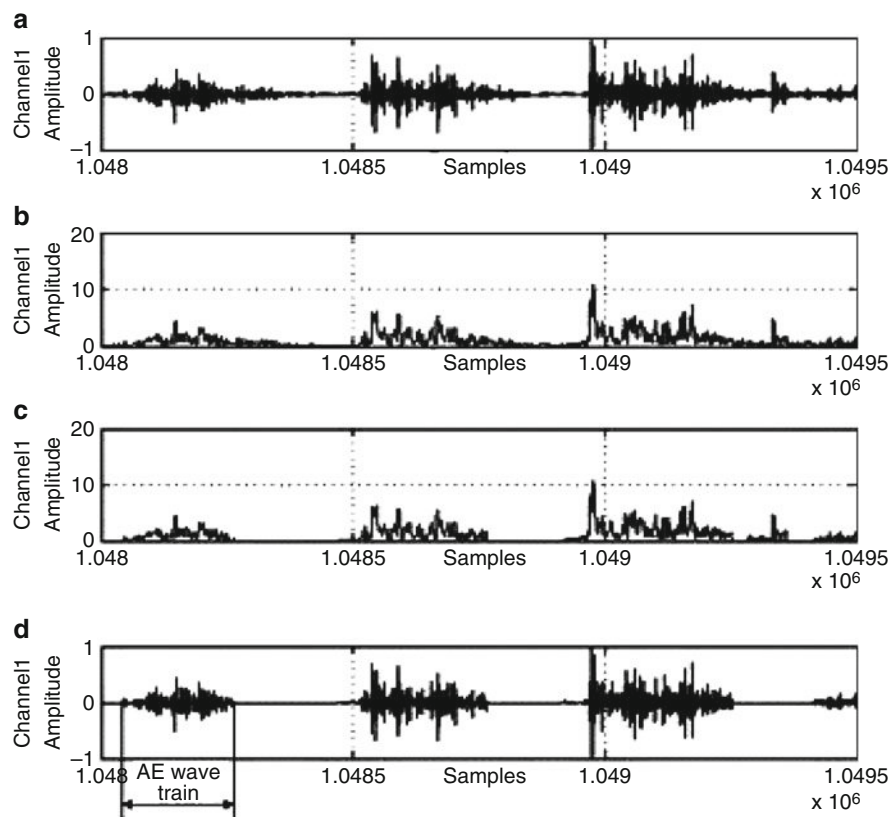 a
Channel1
Amplitude
1
0
−1
1.048
1.0485
Samples
1.049
1.0495
x 10⁶
b
Channel1
Amplitude
20
10
0
1.048
1.0485
Samples
1.049
1.0495
x 10⁶
c
Channel1
Amplitude
20
10
0
1.048
1.0485
Samples
1.049
1.0495
x 10⁶
d
Channel1
Amplitude
1
0
−1
1.048
1.0485
Samples
1.049
1.0495
x 10⁶
AE wave
train